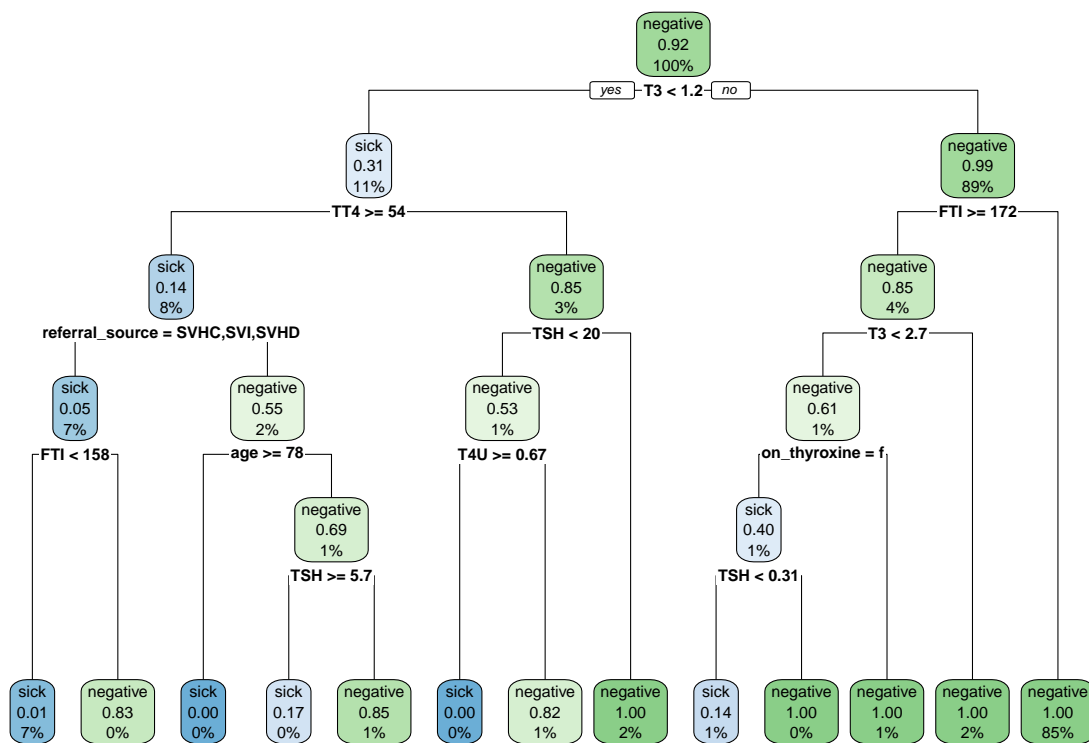 negative
0.92
100%
yes T3 < 1.2 no
sick
0.31
11%
negative
0.99
89%
TT4 >= 54
FTI >= 172
sick
0.14
8%
negative
0.85
3%
negative
0.85
4%
referral_source = SVHC,SVI,SVHD
TSH < 20
T3 < 2.7
sick
0.05
7%
negative
0.55
2%
negative
0.53
1%
negative
0.61
1%
FTI < 158
age >= 78
T4U >= 0.67
on_thyroxine = f
negative
0.69
1%
sick
0.40
1%
TSH >= 5.7
TSH < 0.31
sick
0.01
7%
negative
0.83
0%
sick
0.00
0%
sick
0.17
0%
negative
0.85
1%
sick
0.00
0%
negative
0.82
1%
negative
1.00
2%
sick
0.14
1%
negative
1.00
0%
negative
1.00
1%
negative
1.00
2%
negative
1.00
85%